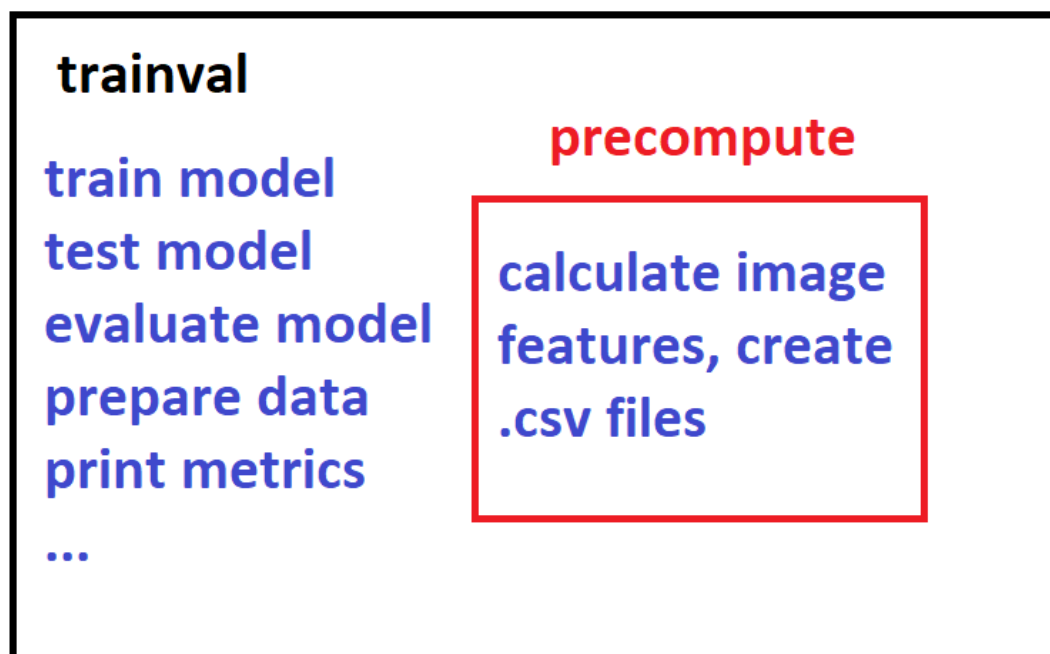 trainval
train model
test model
evaluate model
prepare data
print metrics
...
precompute
calculate image
features, create
.csv files